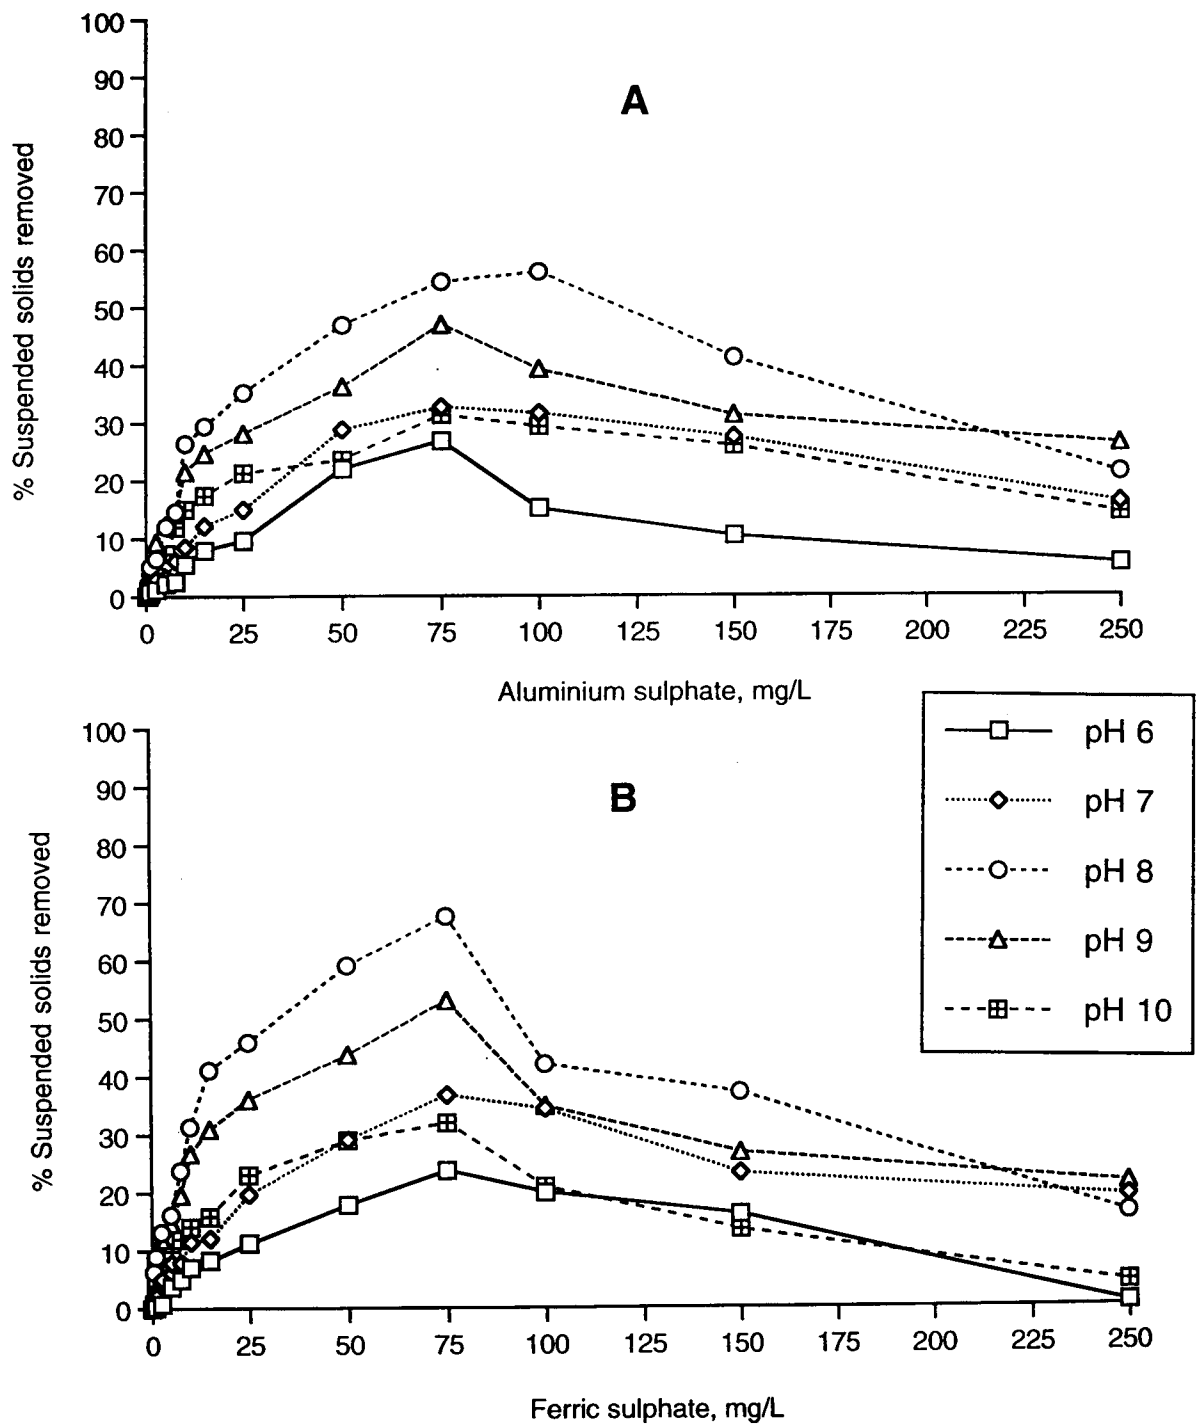 A
% Suspended solids removed
100
90
80
70
60
50
40
30
20
10
0
0 25 50 75 100 125 150 175 200 225 250
Aluminium sulphate, mg/L
B
% Suspended solids removed
100
90
80
70
60
50
40
30
20
10
0
0 25 50 75 100 125 150 175 200 225 250
Ferric sulphate, mg/L
pH 6
pH 7
pH 8
pH 9
pH 10